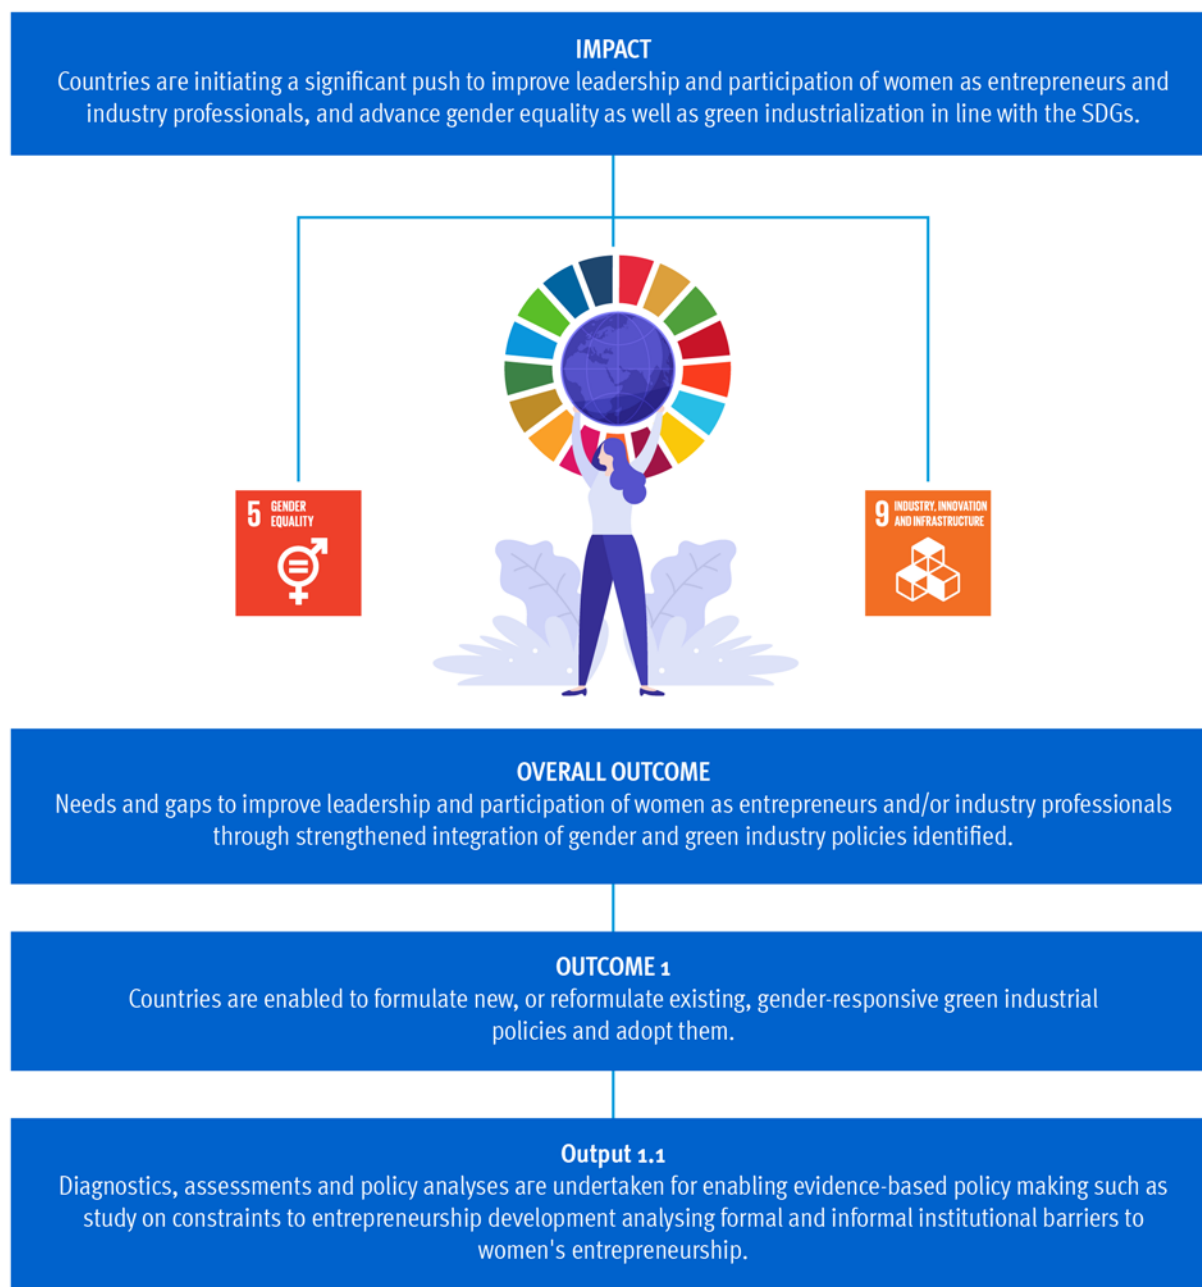 IMPACT
Countries are initiating a significant push to improve leadership and participation of women as entrepreneurs and
industry professionals, and advance gender equality as well as green industrialization in line with the SDGs.
5 GENDER
EQUALITY
9 INDUSTRY, INNOVATION
AND INFRASTRUCTURE
OVERALL OUTCOME
Needs and gaps to improve leadership and participation of women as entrepreneurs and/or industry professionals
through strengthened integration of gender and green industry policies identified.
OUTCOME 1
Countries are enabled to formulate new, or reformulate existing, gender-responsive green industrial
policies and adopt them.
Output 1.1
Diagnostics, assessments and policy analyses are undertaken for enabling evidence-based policy making such as
study on constraints to entrepreneurship development analysing formal and informal institutional barriers to
women's entrepreneurship.